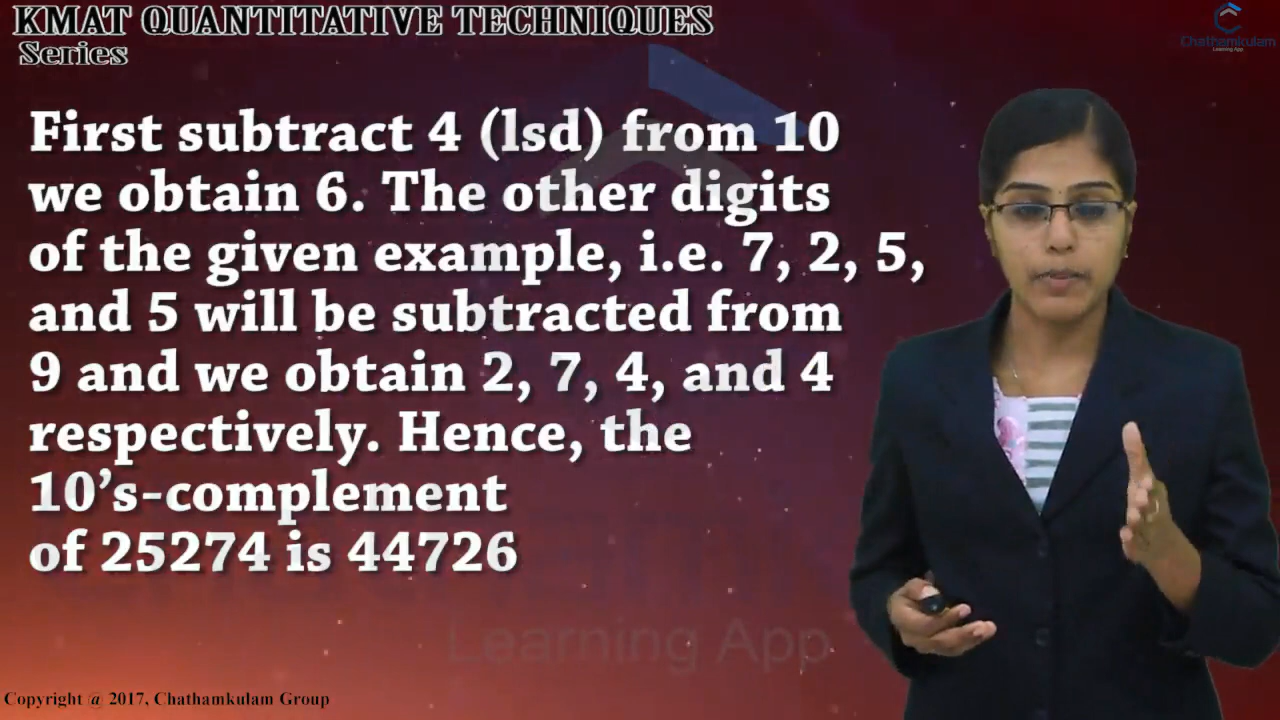 KMAT QUANTITATIVE TECHNIQUES
Series
Chathamkulam
Learning App
First subtract 4 (lsd) from 10
we obtain 6. The other digits
of the given example, i.e. 7, 2, 5,
and 5 will be subtracted from
9 and we obtain 2, 7, 4, and 4
respectively. Hence, the
10’s-complement
of 25274 is 44726
Learning App
Copyright @ 2017, Chathamkulam Group